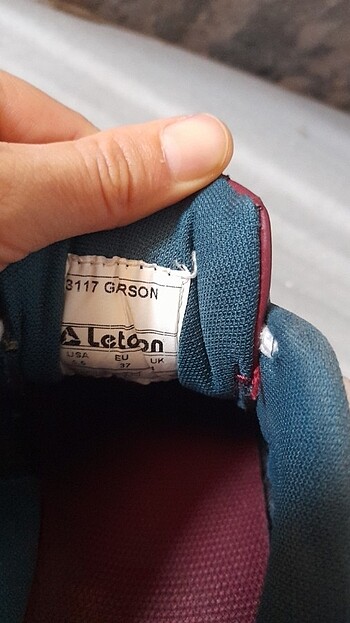 3117 GRSON
Letoon
USA EU UK
37